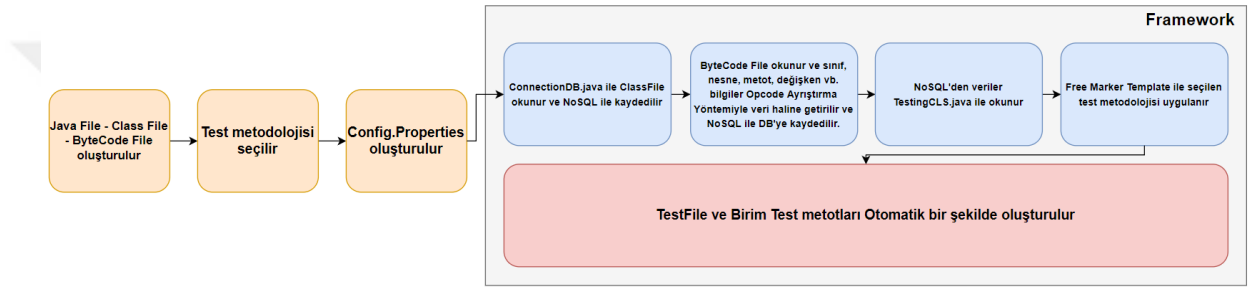 Framework
Java File - Class File
- ByteCode File
oluşturulur
Test metodolojisi
seçilir
Config.Properties
oluşturulur
ConnectionDB.java ile ClassFile
okunur ve NoSQL ile kaydedilir
ByteCode File okunur ve sınıf,
nesne, metot, değişken vb.
bilgiler Opcode Ayrıştırma
Yöntemiyle veri haline getirilir ve
NoSQL ile DB'ye kaydedilir.
NoSQL'den veriler
TestingCLS.java ile okunur
Free Marker Template ile seçilen
test metodolojisi uygulanır
TestFile ve Birim Test metotları Otomatik bir şekilde oluşturulur